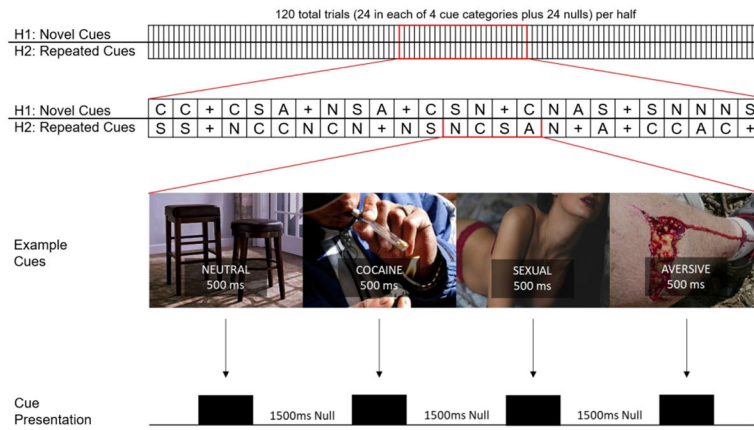 120 total trials (24 in each of 4 cue categories plus 24 nulls) per half
H1: Novel Cues
H2: Repeated Cues
H1: Novel Cues C C + C S A + N S A + C S N + C N A S + S N N N S
H2: Repeated Cues S S + N C C N C N + N S N C S A N + A + C C A C +
Example
Cues
NEUTRAL
500 ms
COCAINE
500 ms
SEXUAL
500 ms
AVERSIVE
500 ms
Cue
Presentation
1500ms Null
1500ms Null
1500ms Null